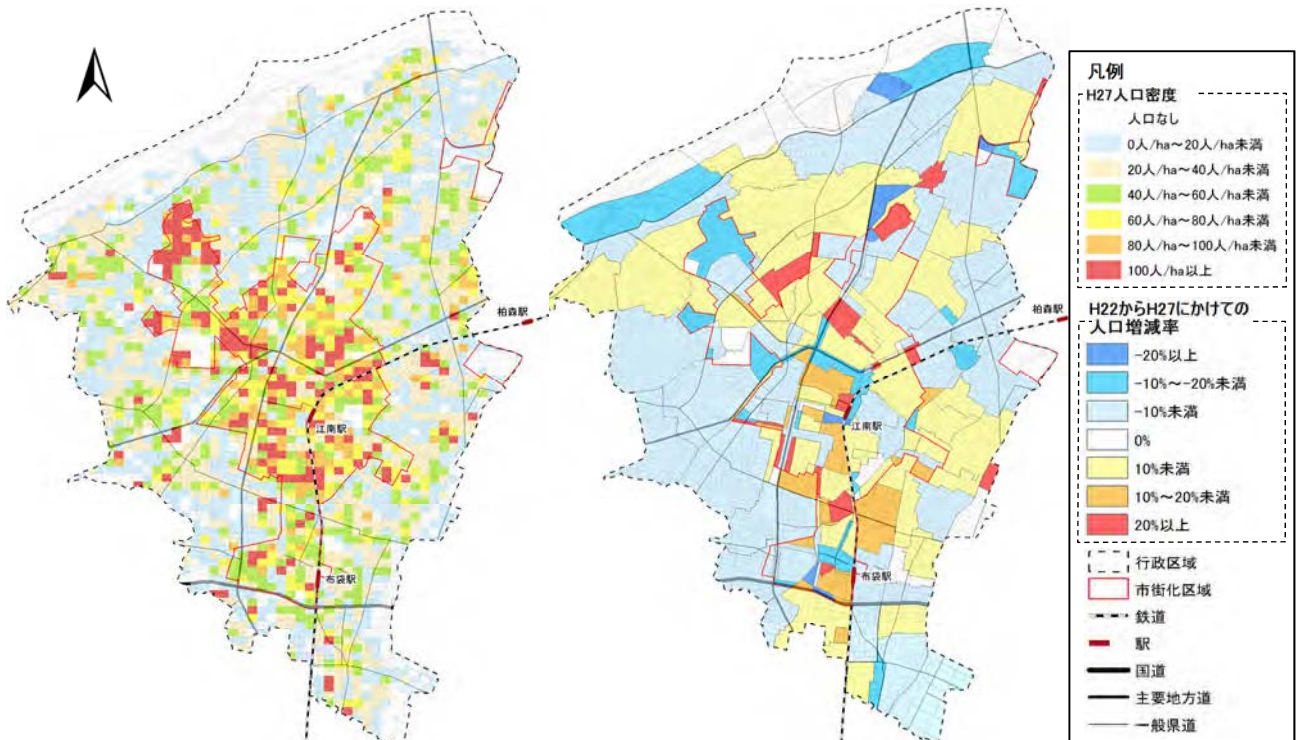 柏森駅
江南駅
布袋駅
柏森駅
江南駅
布袋駅
凡例
H27人口密度
人口なし
0人/ha~20人/ha未満
20人/ha~40人/ha未満
40人/ha~60人/ha未満
60人/ha~80人/ha未満
80人/ha~100人/ha未満
100人/ha以上
H22からH27にかけての
人口増減率
-20%以上
-10%~-20%未満
-10%未満
0%
10%未満
10%~20%未満
20%以上
行政区域
市街化区域
鉄道
駅
国道
主要地方道
一般県道